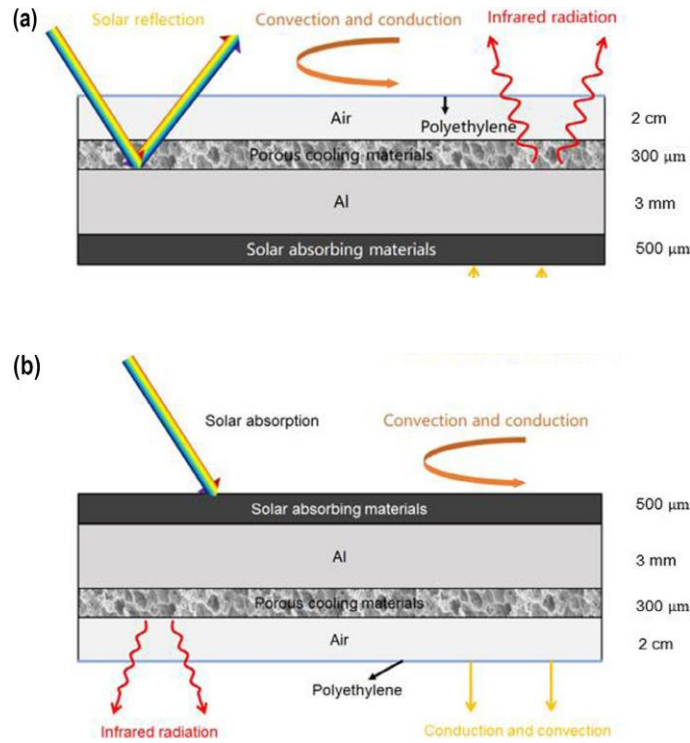 (a)
Solar reflection
Convection and conduction
Infrared radiation
Air
Polyethylene
2 cm
Porous cooling materials
300 μm
Al
3 mm
Solar absorbing materials
500 μm
(b)
Solar absorption
Convection and conduction
Solar absorbing materials
500 μm
Al
3 mm
Porous cooling materials
300 μm
Air
2 cm
Polyethylene
Infrared radiation
Conduction and convection